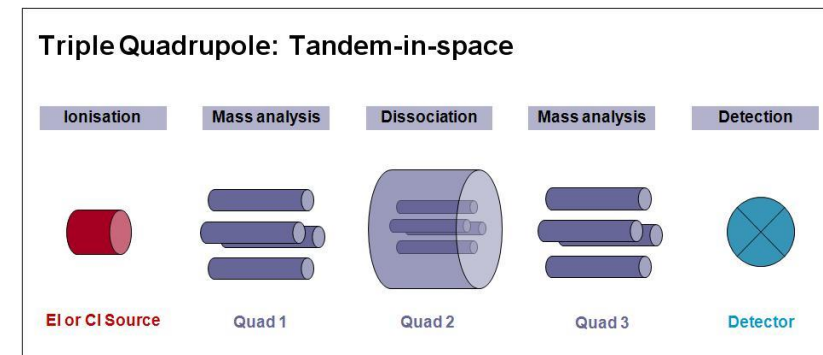 Triple Quadrupole: Tandem-in-space
Ionisation
Mass analysis
Dissociation
Mass analysis
Detection
EI or CI Source
Quad 1
Quad 2
Quad 3
Detector